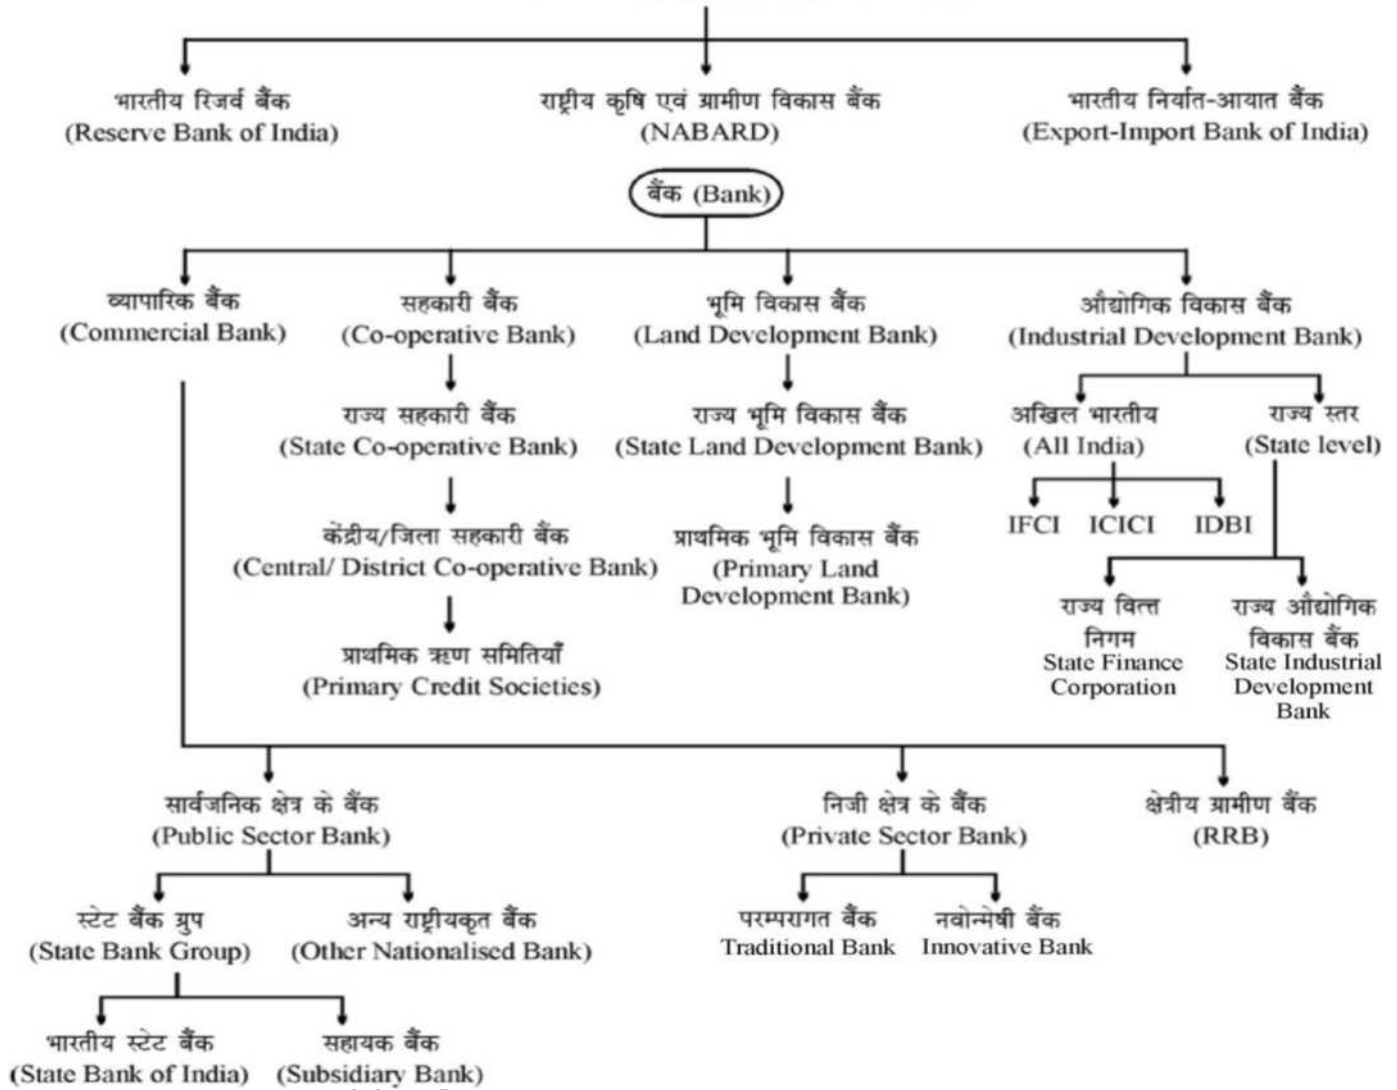 भारतीय रिजर्व बैंक
(Reserve Bank of India)
राष्ट्रीय कृषि एवं ग्रामीण विकास बैंक
(NABARD)
भारतीय निर्यात-आयात बैंक
(Export-Import Bank of India)
बैंक (Bank)
व्यापारिक बैंक
(Commercial Bank)
सहकारी बैंक
(Co-operative Bank)
भूमि विकास बैंक
(Land Development Bank)
औद्योगिक विकास बैंक
(Industrial Development Bank)
राज्य सहकारी बैंक
(State Co-operative Bank)
राज्य भूमि विकास बैंक
(State Land Development Bank)
अखिल भारतीय
(All India)
राज्य स्तर
(State level)
IFCI
ICICI
IDBI
केंद्रीय/जिला सहकारी बैंक
(Central/ District Co-operative Bank)
प्राथमिक भूमि विकास बैंक
(Primary Land
Development Bank)
राज्य वित्त
निगम
State Finance
Corporation
राज्य औद्योगिक
विकास बैंक
State Industrial
Development
Bank
प्राथमिक ऋण समितियाँ
(Primary Credit Societies)
सार्वजनिक क्षेत्र के बैंक
(Public Sector Bank)
निजी क्षेत्र के बैंक
(Private Sector Bank)
क्षेत्रीय ग्रामीण बैंक
(RRB)
स्टेट बैंक ग्रुप
(State Bank Group)
अन्य राष्ट्रीयकृत बैंक
(Other Nationalised Bank)
परम्परागत बैंक
Traditional Bank
नवोन्मेषी बैंक
Innovative Bank
भारतीय स्टेट बैंक
(State Bank of India)
सहायक बैंक
(Subsidiary Bank)